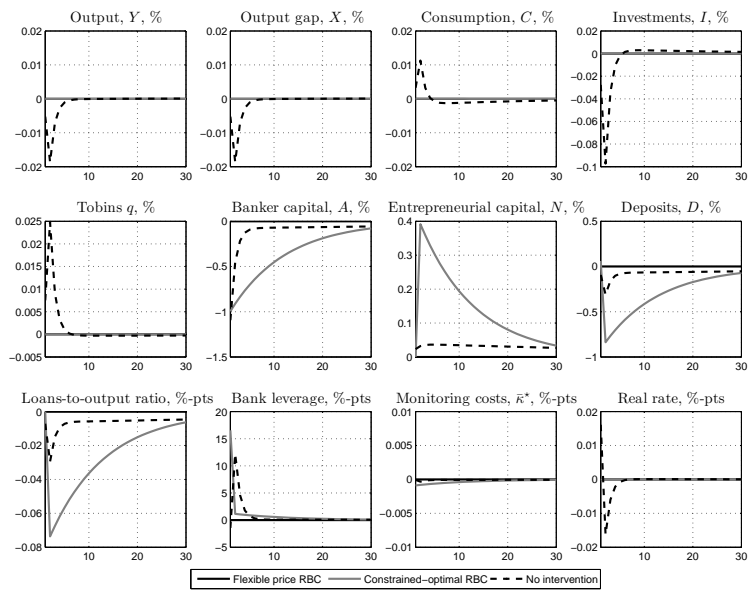 Output, Y, %
0.02
0.01
0
−0.01
−0.02
10 20 30
Output gap, X, %
0.02
0.01
0
−0.01
−0.02
10 20 30
Consumption, C, %
0.02
0.01
0
−0.01
−0.02
10 20 30
Investments, I, %
0.02
0
−0.02
−0.04
−0.06
−0.08
−0.1
10 20 30
Tobins q, %
0.025
0.02
0.015
0.01
0.005
0
−0.005
10 20 30
Banker capital, A, %
0
−0.5
−1
−1.5
10 20 30
Entrepreneurial capital, N, %
0.4
0.3
0.2
0.1
0
10 20 30
Deposits, D, %
0.5
0
−0.5
−1
10 20 30
Loans-to-output ratio, %-pts
0
−0.02
−0.04
−0.06
−0.08
10 20 30
Bank leverage, %-pts
20
15
10
5
0
−5
10 20 30
Monitoring costs, κ̄*, %-pts
0.01
0.005
0
−0.005
−0.01
10 20 30
Real rate, %-pts
0.02
0.01
0
−0.01
−0.02
10 20 30
Flexible price RBC Constrained−optimal RBC No intervention